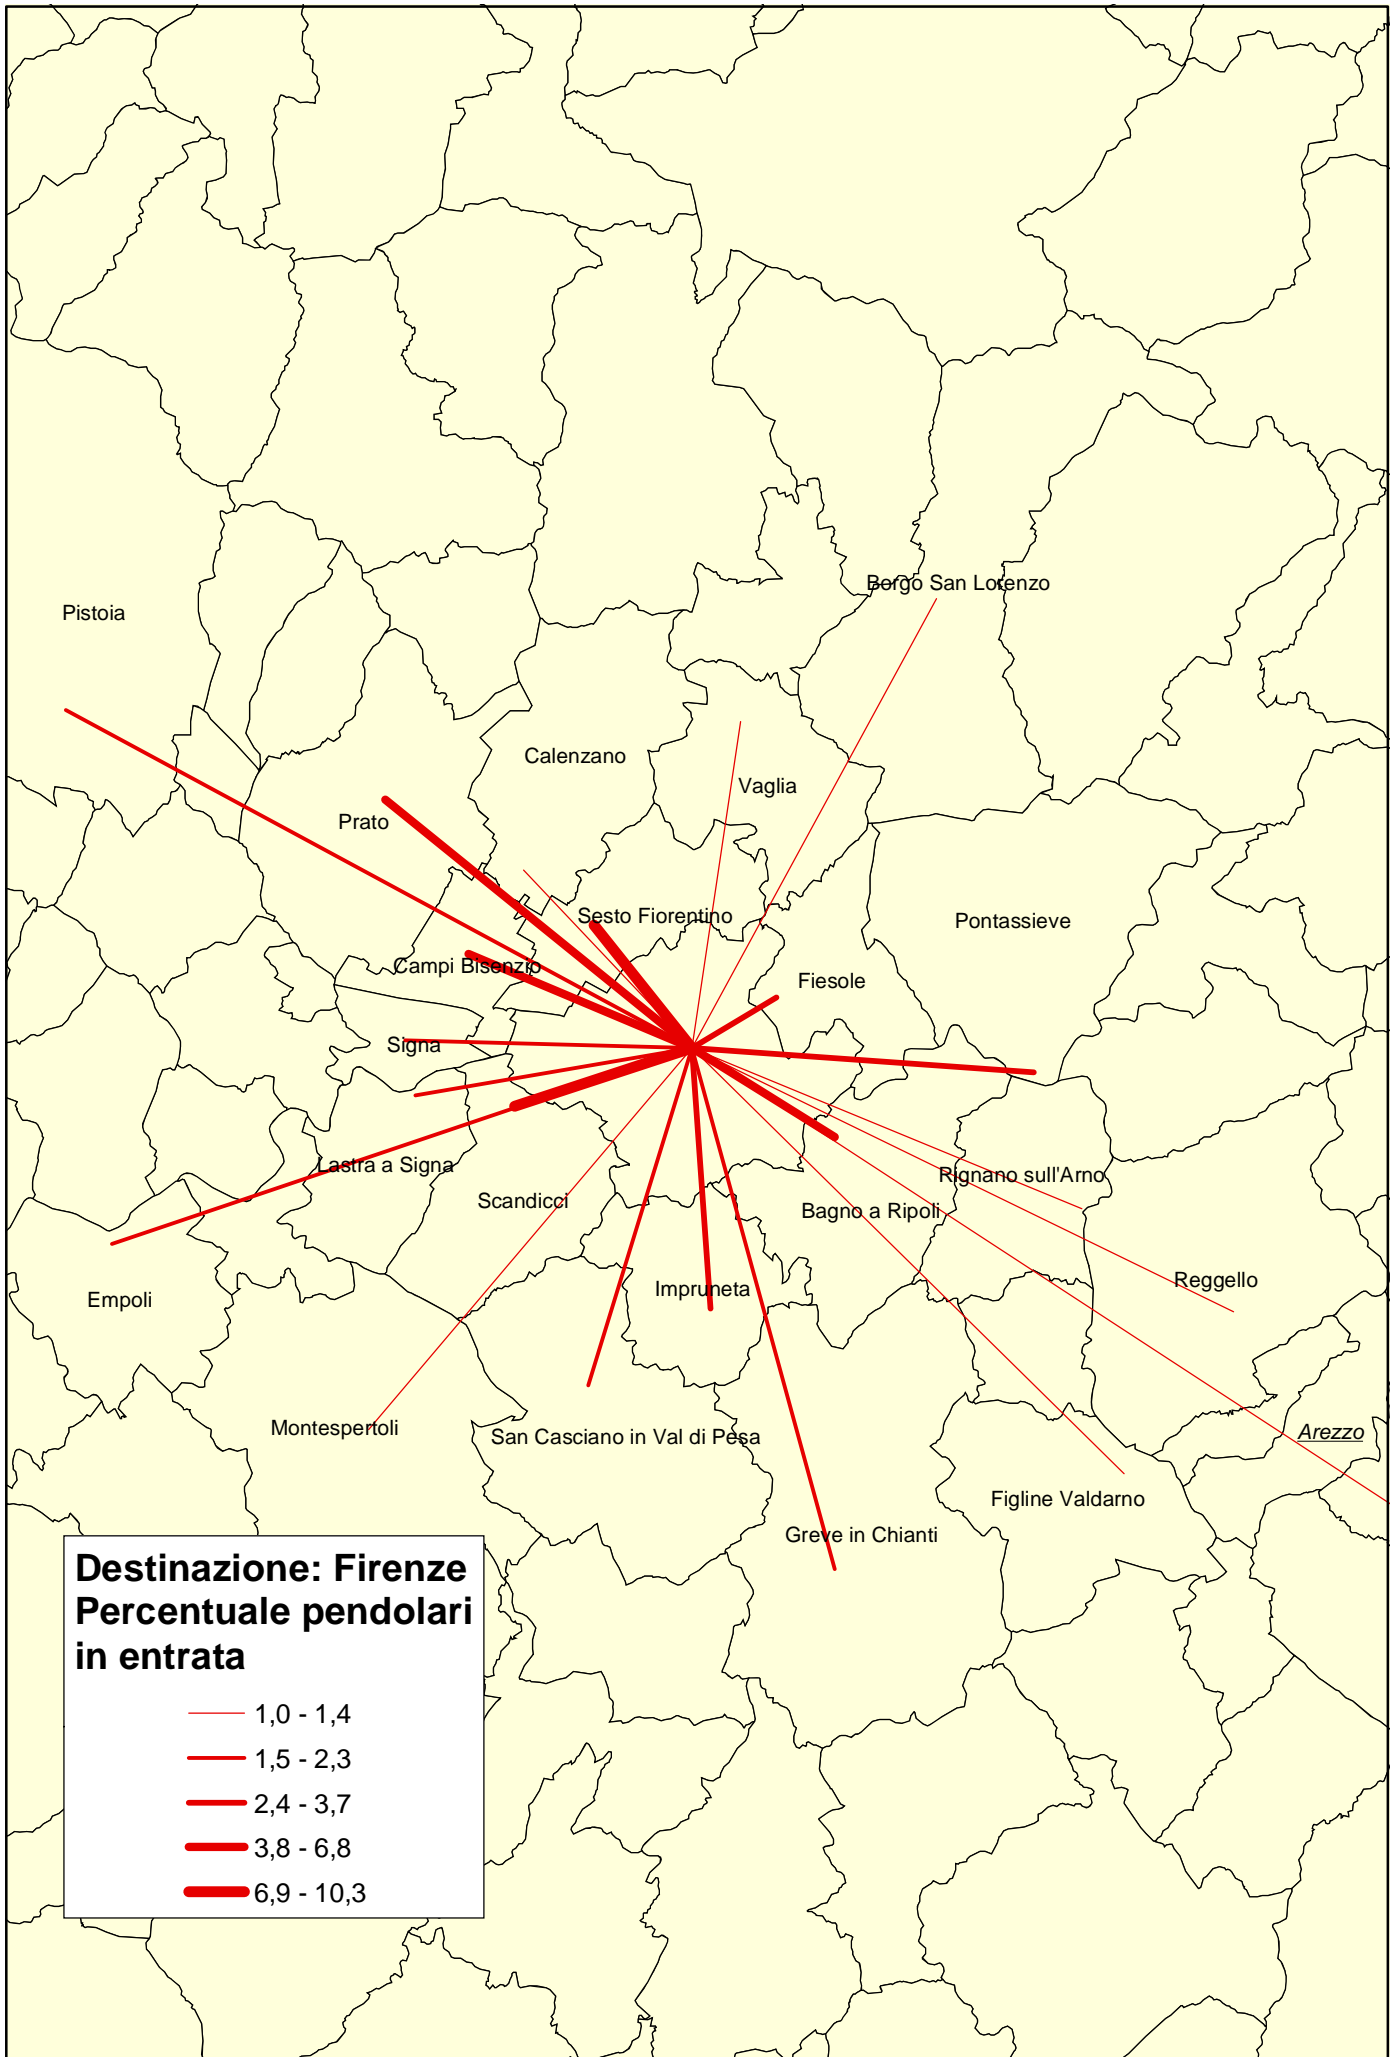 Borgo San Lorenzo
Pistoia
Calenzano
Vaglia
Prato
Sesto Fiorentino
Pontassieve
Campi Bisenzio
Fiesole
Signa
Lastra a Signa
Rignano sull'Arno
Scandicci
Bagno a Ripoli
Reggello
Impruneta
Empoli
Montespertoli
San Casciano in Val di Pesa
Arezzo
Figline Valdarno
Greve in Chianti
Destinazione: Firenze
Percentuale pendolari
in entrata
1,0 - 1,4
1,5 - 2,3
2,4 - 3,7
3,8 - 6,8
6,9 - 10,3